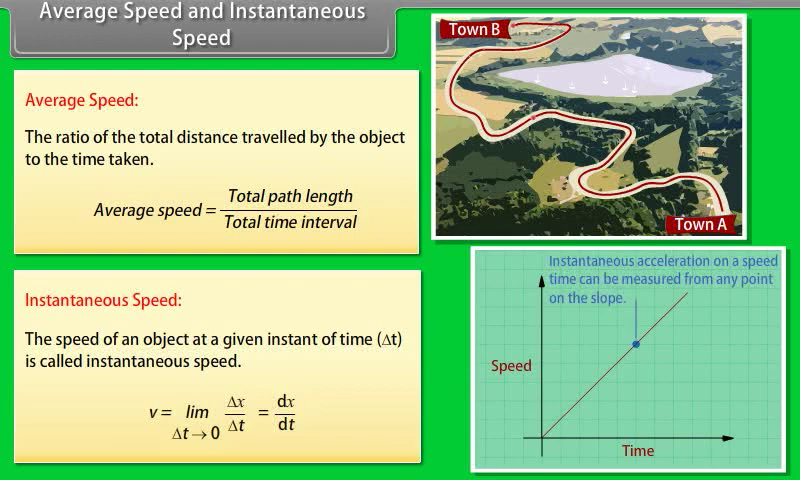 Average Speed and Instantaneous
Speed
Average Speed:
The ratio of the total distance travelled by the object
to the time taken.
Average speed = Total path length / Total time interval
Instantaneous Speed:
The speed of an object at a given instant of time (Δt)
is called instantaneous speed.
v = lim Δt → 0 Δx/Δt = dx/dt
Town B
Town A
Instantaneous acceleration on a speed
time can be measured from any point
on the slope.
Speed
Time